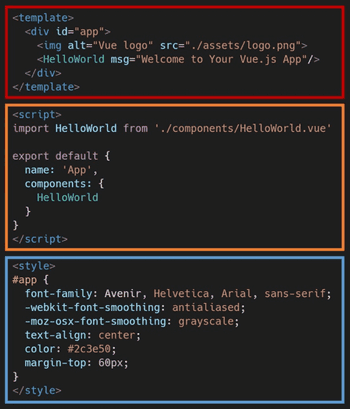 <template>
  <div id="app">
    <img alt="Vue logo" src="./assets/logo.png">
    <HelloWorld msg="Welcome to Your Vue.js App"/>
  </div>
</template>
<script>
import HelloWorld from './components/HelloWorld.vue'

export default {
  name: 'App',
  components: {
    HelloWorld
  }
}
</script>
<style>
#app {
  font-family: Avenir, Helvetica, Arial, sans-serif;
  -webkit-font-smoothing: antialiased;
  -moz-osx-font-smoothing: grayscale;
  text-align: center;
  color: #2c3e50;
  margin-top: 60px;
}
</style>